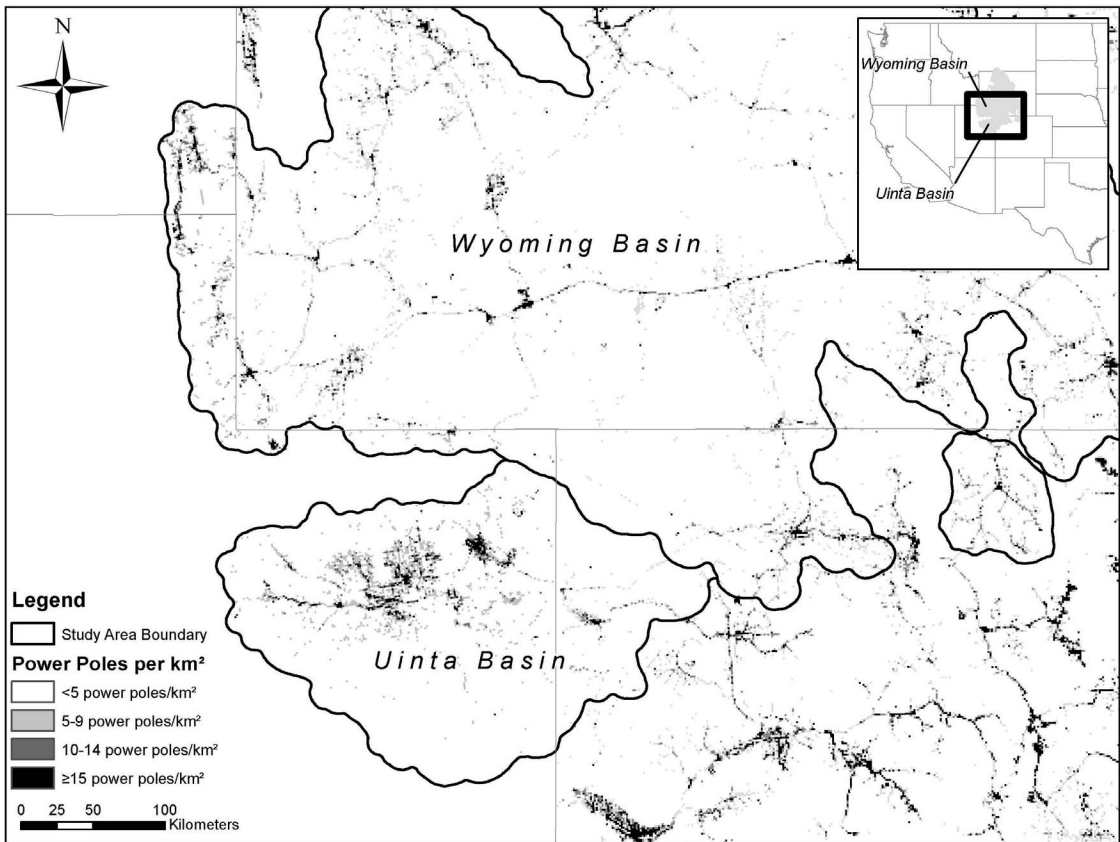 N
Wyoming Basin
Uinta Basin
Wyoming Basin
Uinta Basin
Legend
Study Area Boundary
Power Poles per km²
<5 power poles/km²
5-9 power poles/km²
10-14 power poles/km²
≥15 power poles/km²
0 25 50 100
Kilometers